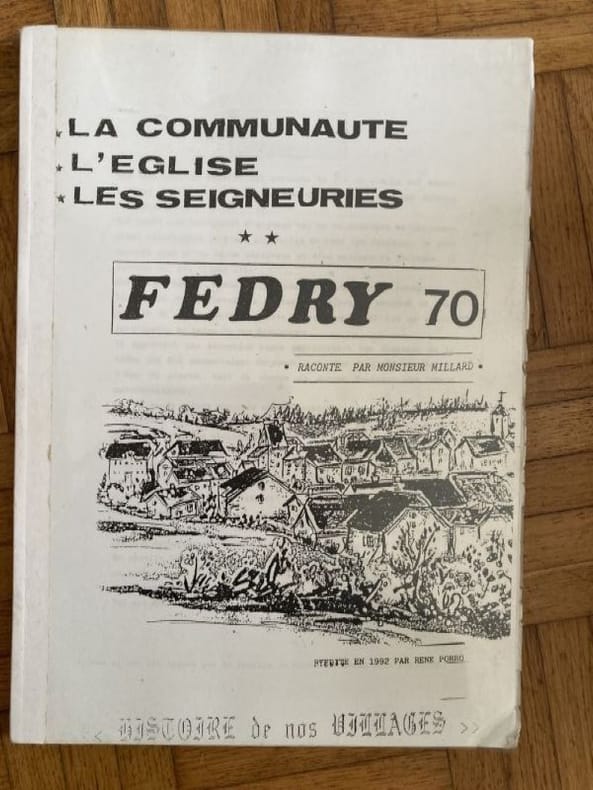 * LA COMMUNAUTE
* L'EGLISE
* LES SEIGNEURIES
★ ★
FEDRY 70
• RACONTE PAR MONSIEUR MILLARD •
EN 1992 PAR RENE PORRO
< HISTOIRE de nos VILLAGES >>